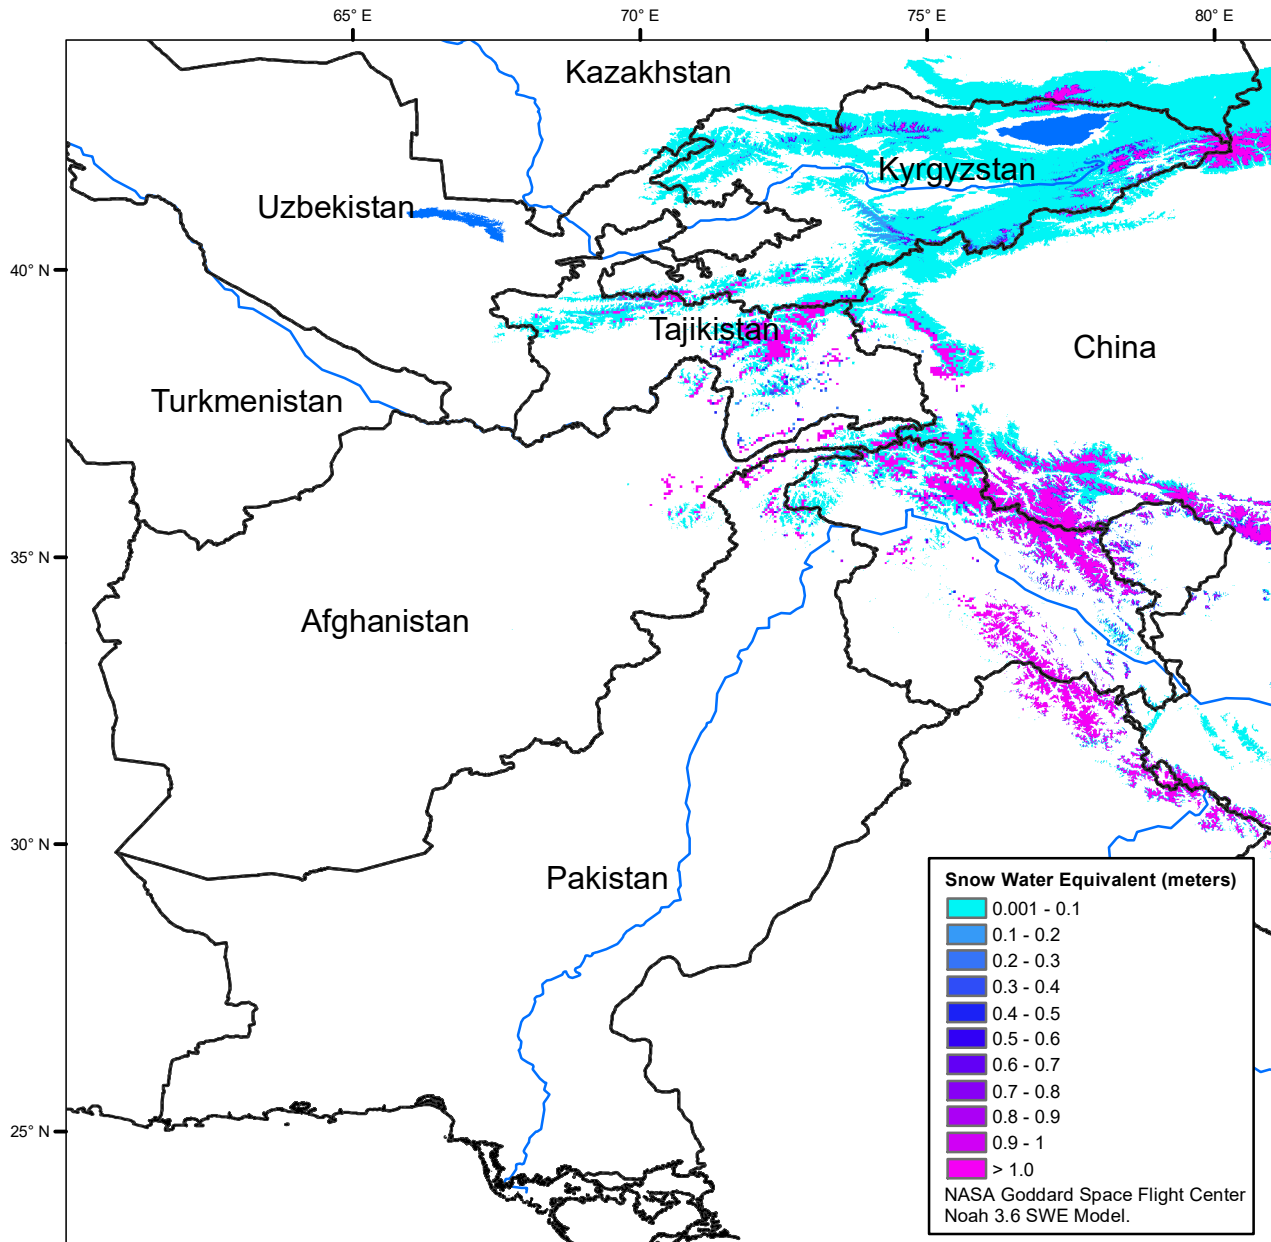 65° E
70° E
75° E
80° E
Kazakhstan
Kyrgyzstan
Uzbekistan
40° N
Tajikistan
China
Turkmenistan
35° N
Afghanistan
30° N
Pakistan
25° N
Snow Water Equivalent (meters)
0.001 - 0.1
0.1 - 0.2
0.2 - 0.3
0.3 - 0.4
0.4 - 0.5
0.5 - 0.6
0.6 - 0.7
0.7 - 0.8
0.8 - 0.9
0.9 - 1
> 1.0
NASA Goddard Space Flight Center
Noah 3.6 SWE Model.